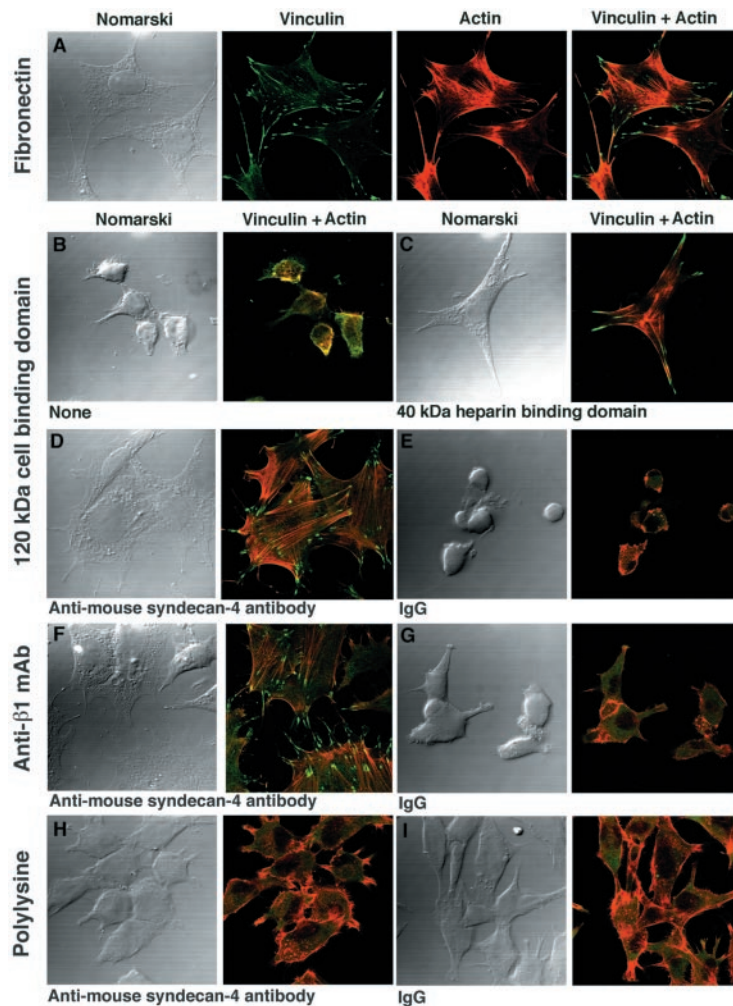 Nomarski Vinculin Actin Vinculin + Actin
A
Fibronectin
Nomarski Vinculin + Actin Nomarski Vinculin + Actin
B C
None 40 kDa heparin binding domain
120 kDa cell binding domain
D E
Anti-mouse syndecan-4 antibody IgG
F G
Anti-β1 mAb
Anti-mouse syndecan-4 antibody IgG
H I
Polylysine
Anti-mouse syndecan-4 antibody IgG